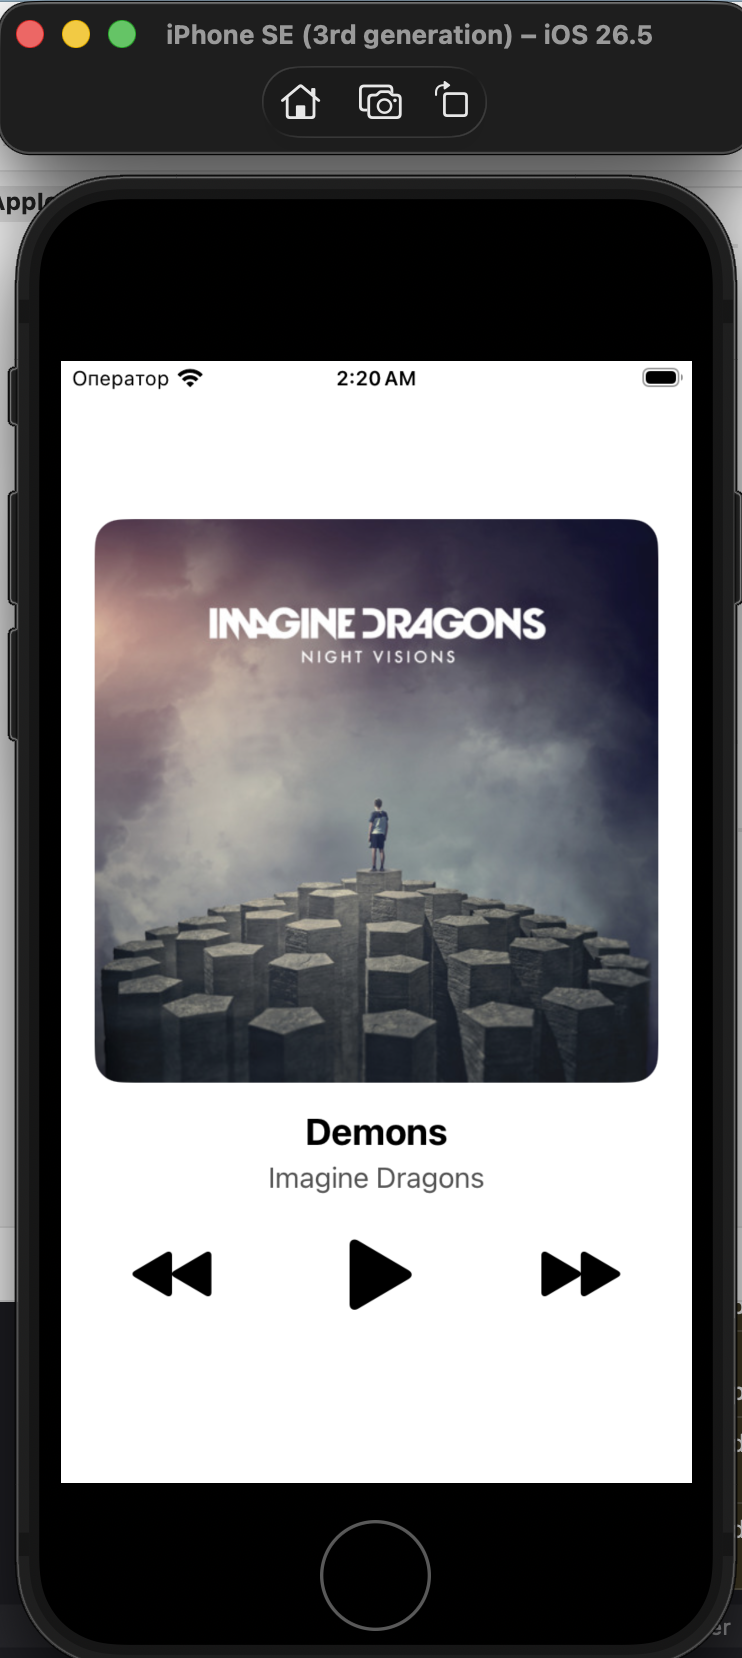 iPhone SE (3rd generation) – iOS 26.5
Оператор 2:20 AM
IMAGINE DRAGONS
NIGHT VISIONS
Demons
Imagine Dragons